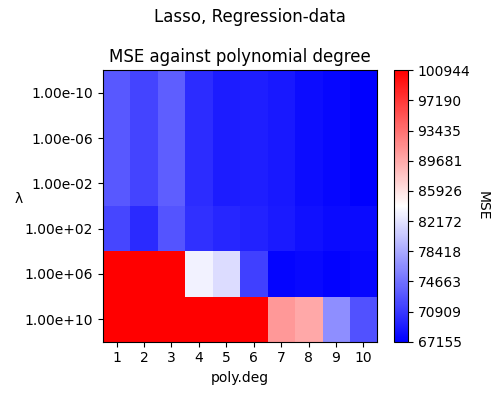 Lasso, Regression-data
MSE against polynomial degree
1.00e-10
1.00e-06
1.00e-02
1.00e+02
1.00e+06
1.00e+10
λ
1 2 3 4 5 6 7 8 9 10
poly.deg
100944
97190
93435
89681
85926
82172
78418
74663
70909
67155
MSE